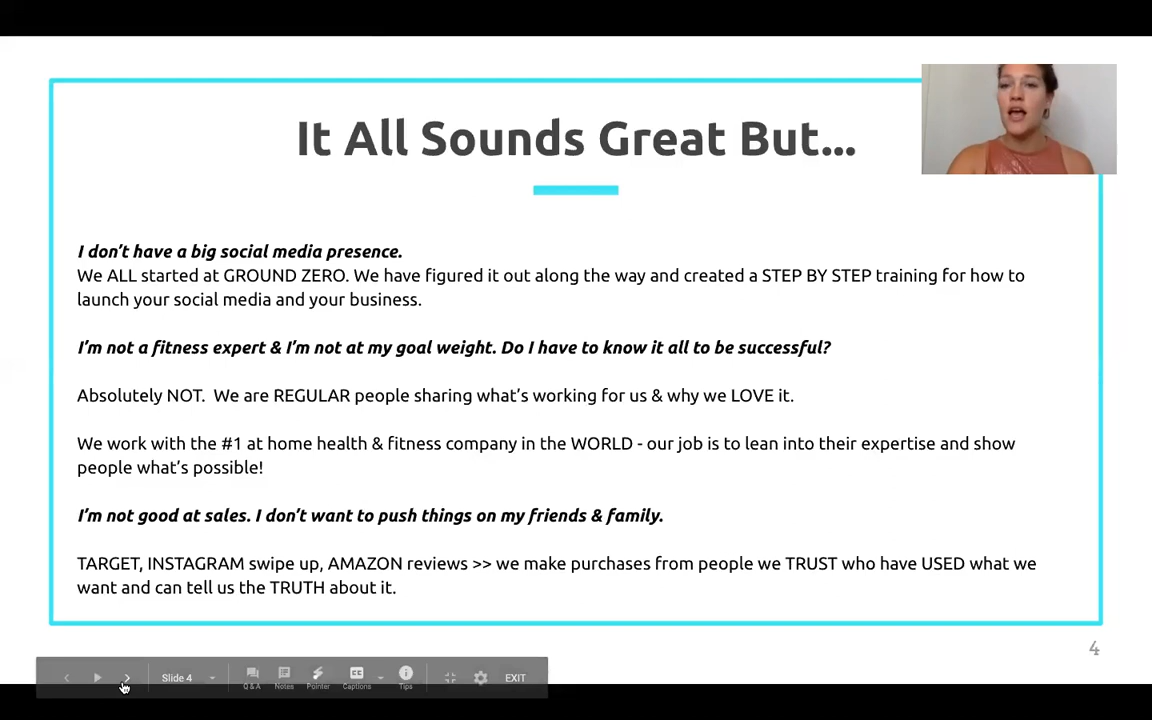 It All Sounds Great But...
I don't have a big social media presence.
We ALL started at GROUND ZERO. We have figured it out along the way and created a STEP BY STEP training for how to
launch your social media and your business.
I'm not a fitness expert & I'm not at my goal weight. Do I have to know it all to be successful?
Absolutely NOT.  We are REGULAR people sharing what's working for us & why we LOVE it.
We work with the #1 at home health & fitness company in the WORLD - our job is to lean into their expertise and show
people what's possible!
I'm not good at sales. I don't want to push things on my friends & family.
TARGET, INSTAGRAM swipe up, AMAZON reviews >> we make purchases from people we TRUST who have USED what we
want and can tell us the TRUTH about it.
4
Slide 4
Q & A Notes Pointer Captions Tips EXIT